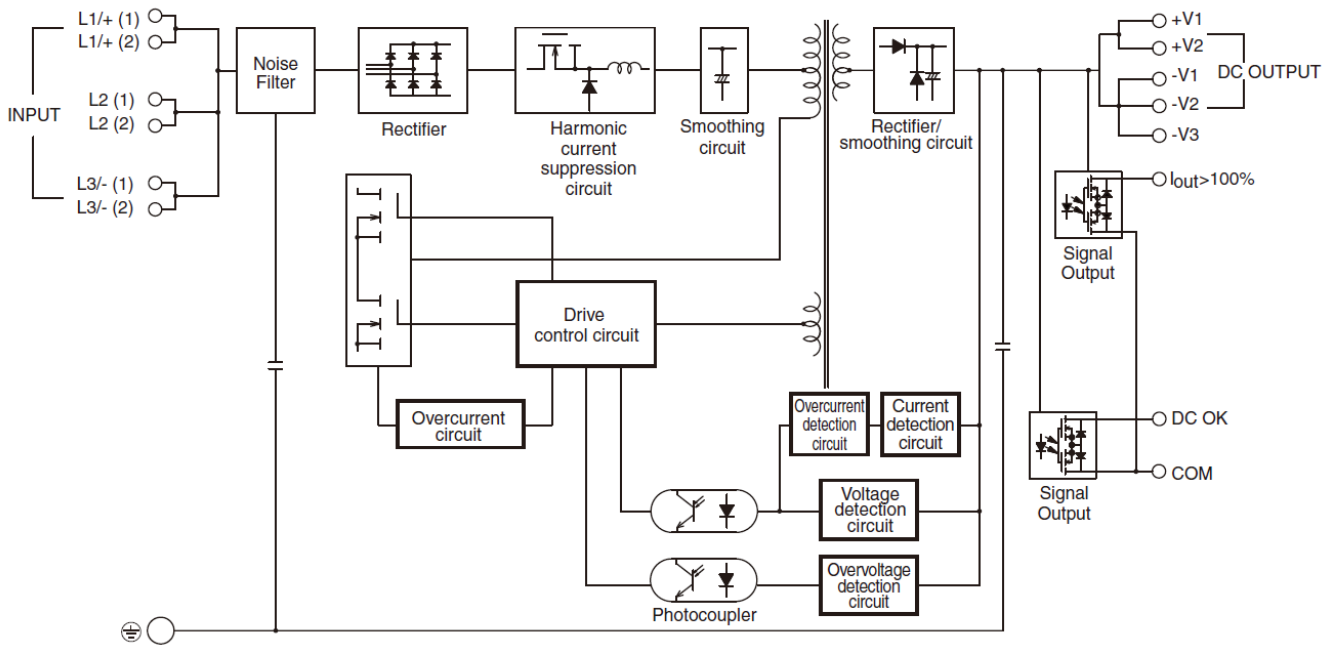 L1/+ (1)
L1/+ (2)
INPUT
L2 (1)
L2 (2)
L3/- (1)
L3/- (2)
Noise
Filter
Rectifier
Harmonic
current
suppression
circuit
Smoothing
circuit
Rectifier/
smoothing circuit
+V1
+V2
-V1
-V2
-V3
DC OUTPUT
Iout>100%
Signal
Output
Drive
control circuit
Overcurrent
circuit
Overcurrent
detection
circuit
Current
detection
circuit
DC OK
COM
Signal
Output
Voltage
detection
circuit
Overvoltage
detection
circuit
Photocoupler